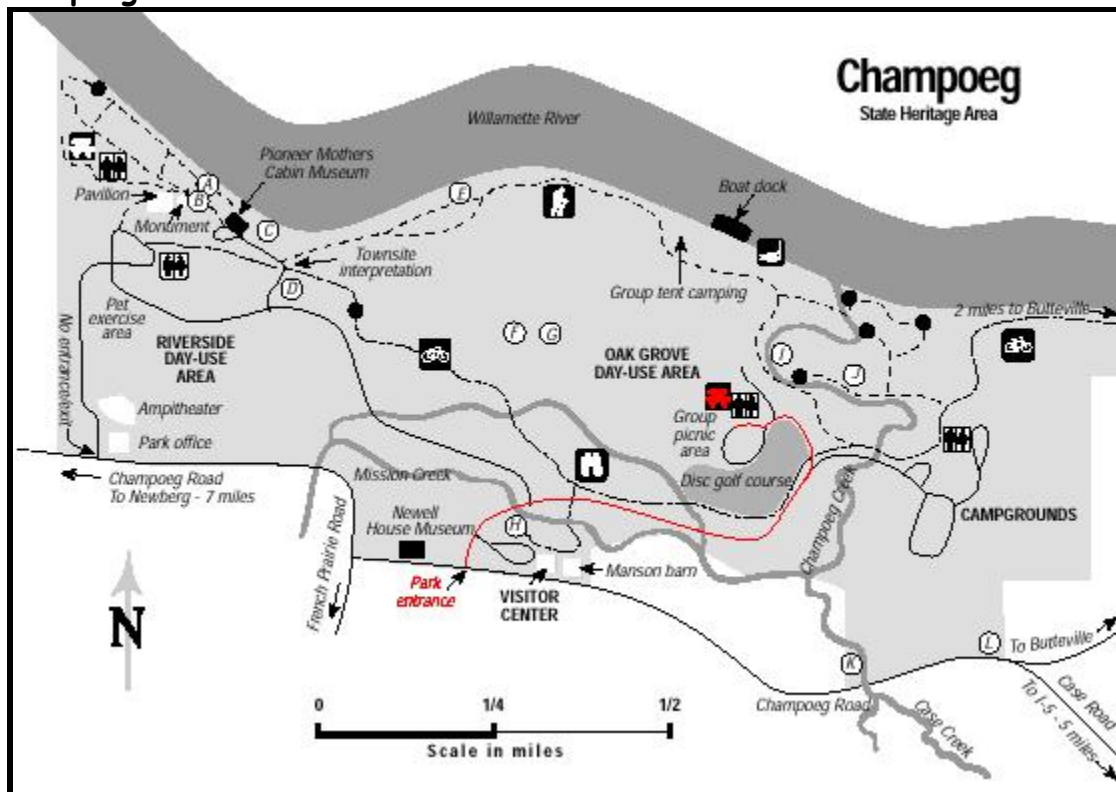 Champoeg
State Heritage Area
Willamette River
Pioneer Mothers
Cabin Museum
Boat dock
Pavilion
Monument
A
B
C
E
Townsite
interpretation
D
Group tent camping
Pet
exercise
area
RIVERSIDE
DAY-USE
AREA
No entrance/exit
F
G
OAK GROVE
DAY-USE AREA
I
J
2 miles to Butteville
Group
picnic
area
Ampitheater
Park office
Champoeg Road
To Newberg - 7 miles
Mission Creek
Disc golf course
Champoeg Creek
CAMPGROUNDS
Newell
House Museum
H
French Prairie Road
Park
entrance
VISITOR
CENTER
Manson barn
N
K
L
To Butteville
Champoeg Road
Case Road
To I-5 - 5 miles
Case Creek
0
1/4
1/2
Scale in miles